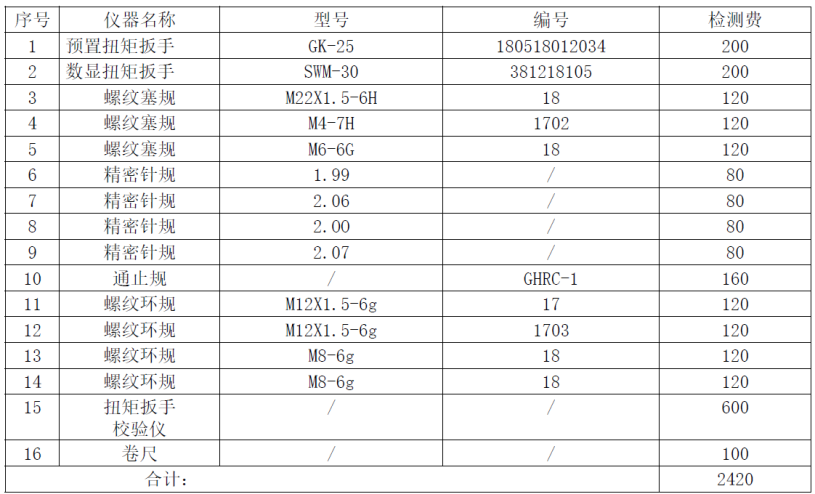 序号 仪器名称 型号 编号 检测费
1 预置扭矩扳手 GK-25 180518012034 200
2 数显扭矩扳手 SWM-30 381218105 200
3 螺纹塞规 M22X1.5-6H 18 120
4 螺纹塞规 M4-7H 1702 120
5 螺纹塞规 M6-6G 18 120
6 精密针规 1.99 / 80
7 精密针规 2.06 / 80
8 精密针规 2.00 / 80
9 精密针规 2.07 / 80
10 通止规 / GHRC-1 160
11 螺纹环规 M12X1.5-6g 17 120
12 螺纹环规 M12X1.5-6g 1703 120
13 螺纹环规 M8-6g 18 120
14 螺纹环规 M8-6g 18 120
15 扭矩扳手 / / 600
校验仪
16 卷尺 / / 100
合计: 2420